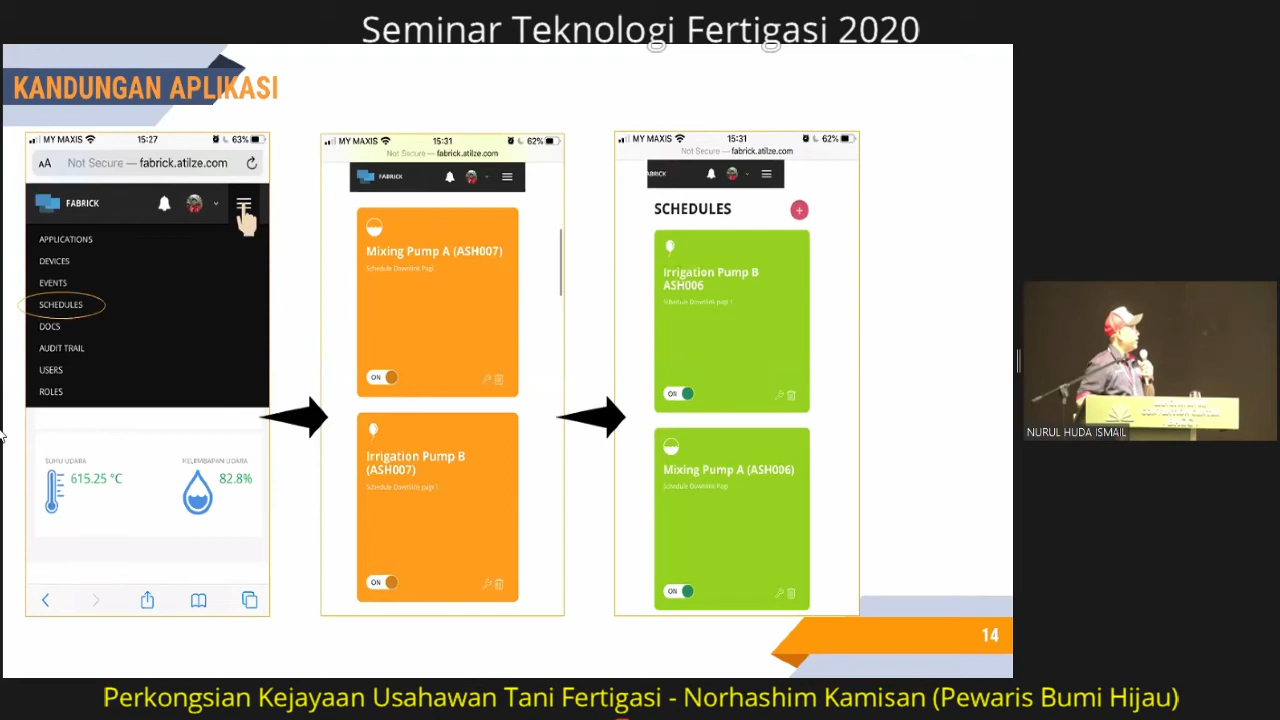 Seminar Teknologi Fertigasi 2020
KANDUNGAN APLIKASI
MY MAXIS 15:27 63%
AA Not Secure — fabrick.atilze.com
FABRICK
APPLICATIONS
DEVICES
EVENTS
SCHEDULES
DOCS
AUDIT TRAIL
USERS
ROLES
SUHU UDARA
615.25 °C
KELEMBAPAN UDARA
82.8%
MY MAXIS 15:31 62%
Not Secure — fabrick.atilze.com
FABRICK
Mixing Pump A (ASH007)
Schedule Downlink Pagi
ON
Irrigation Pump B
(ASH007)
Schedule Downlink pagi 1
ON
MY MAXIS 15:31 62%
Not Secure — fabrick.atilze.com
BRICK
SCHEDULES
Irrigation Pump B
ASH006
Schedule Downlink pagi 1
ON
Mixing Pump A (ASH006)
Schedule Downlink Pagi
ON
14
NURUL HUDA ISMAIL
Perkongsian Kejayaan Usahawan Tani Fertigasi - Norhashim Kamisan (Pewaris Bumi Hijau)